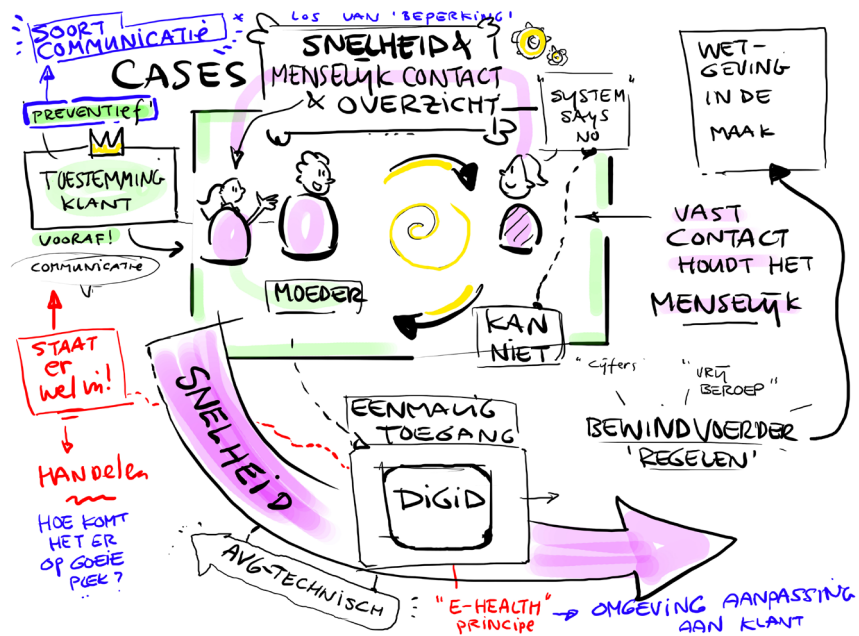 SOORT
COMMUNICATIE
* LOS VAN 'BEPERKING'
CASES
SNELHEID &
MENSELIJK CONTACT
& OVERZICHT
"SYSTEM
SAYS
NO"
WET-
GEVING
IN DE
MAAK
PREVENTIEF
TOESTEMMING
KLANT
VOORAF!
COMMUNICATIE
MOEDER
KAN
NIET
VAST
CONTACT
HOUDT HET
MENSELIJK
STAAT
er
wel in!
HANDELEN
HOE KOMT
HET ER
OP GOEIE
PLEK?
SNELHEID
EENMALIG
TOEGANG
DIGID
"Cijfers"
"VRIJ
BEROEP"
BEWINDVOERDER
'REGELEN'
AVG-TECHNISCH
"E-HEALTH"
PRINCIPE
OMGEVING AANPASSING
AAN KLANT